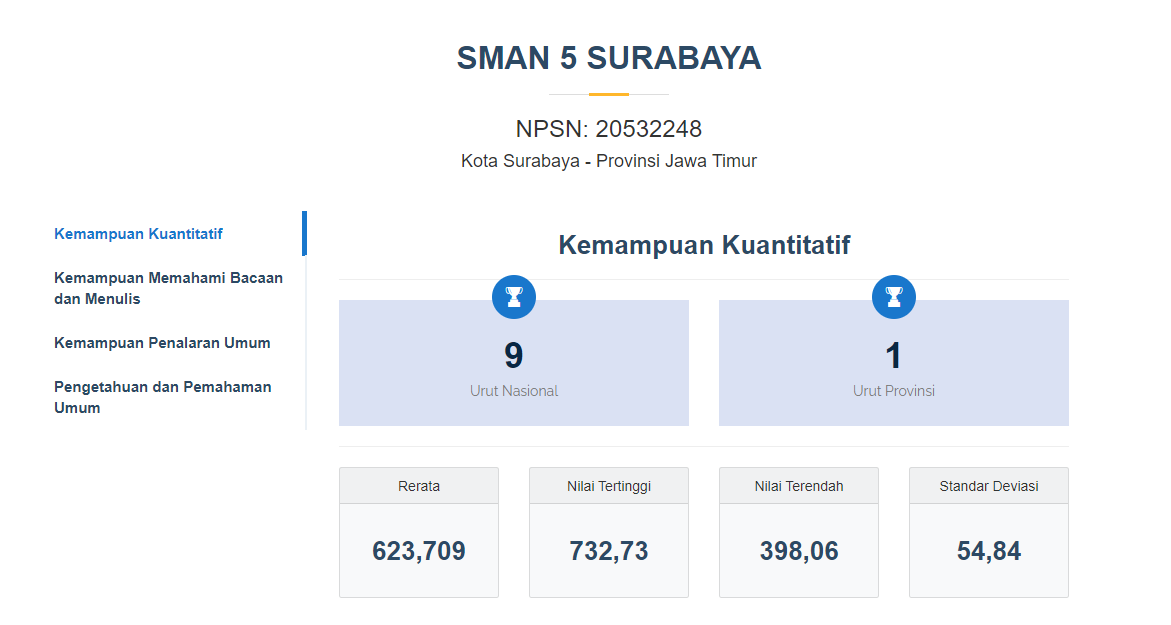 SMAN 5 SURABAYA
NPSN: 20532248
Kota Surabaya - Provinsi Jawa Timur
Kemampuan Kuantitatif
Kemampuan Memahami Bacaan
dan Menulis
Kemampuan Penalaran Umum
Pengetahuan dan Pemahaman
Umum
Kemampuan Kuantitatif
9
Urut Nasional
1
Urut Provinsi
Rerata
623,709
Nilai Tertinggi
732,73
Nilai Terendah
398,06
Standar Deviasi
54,84